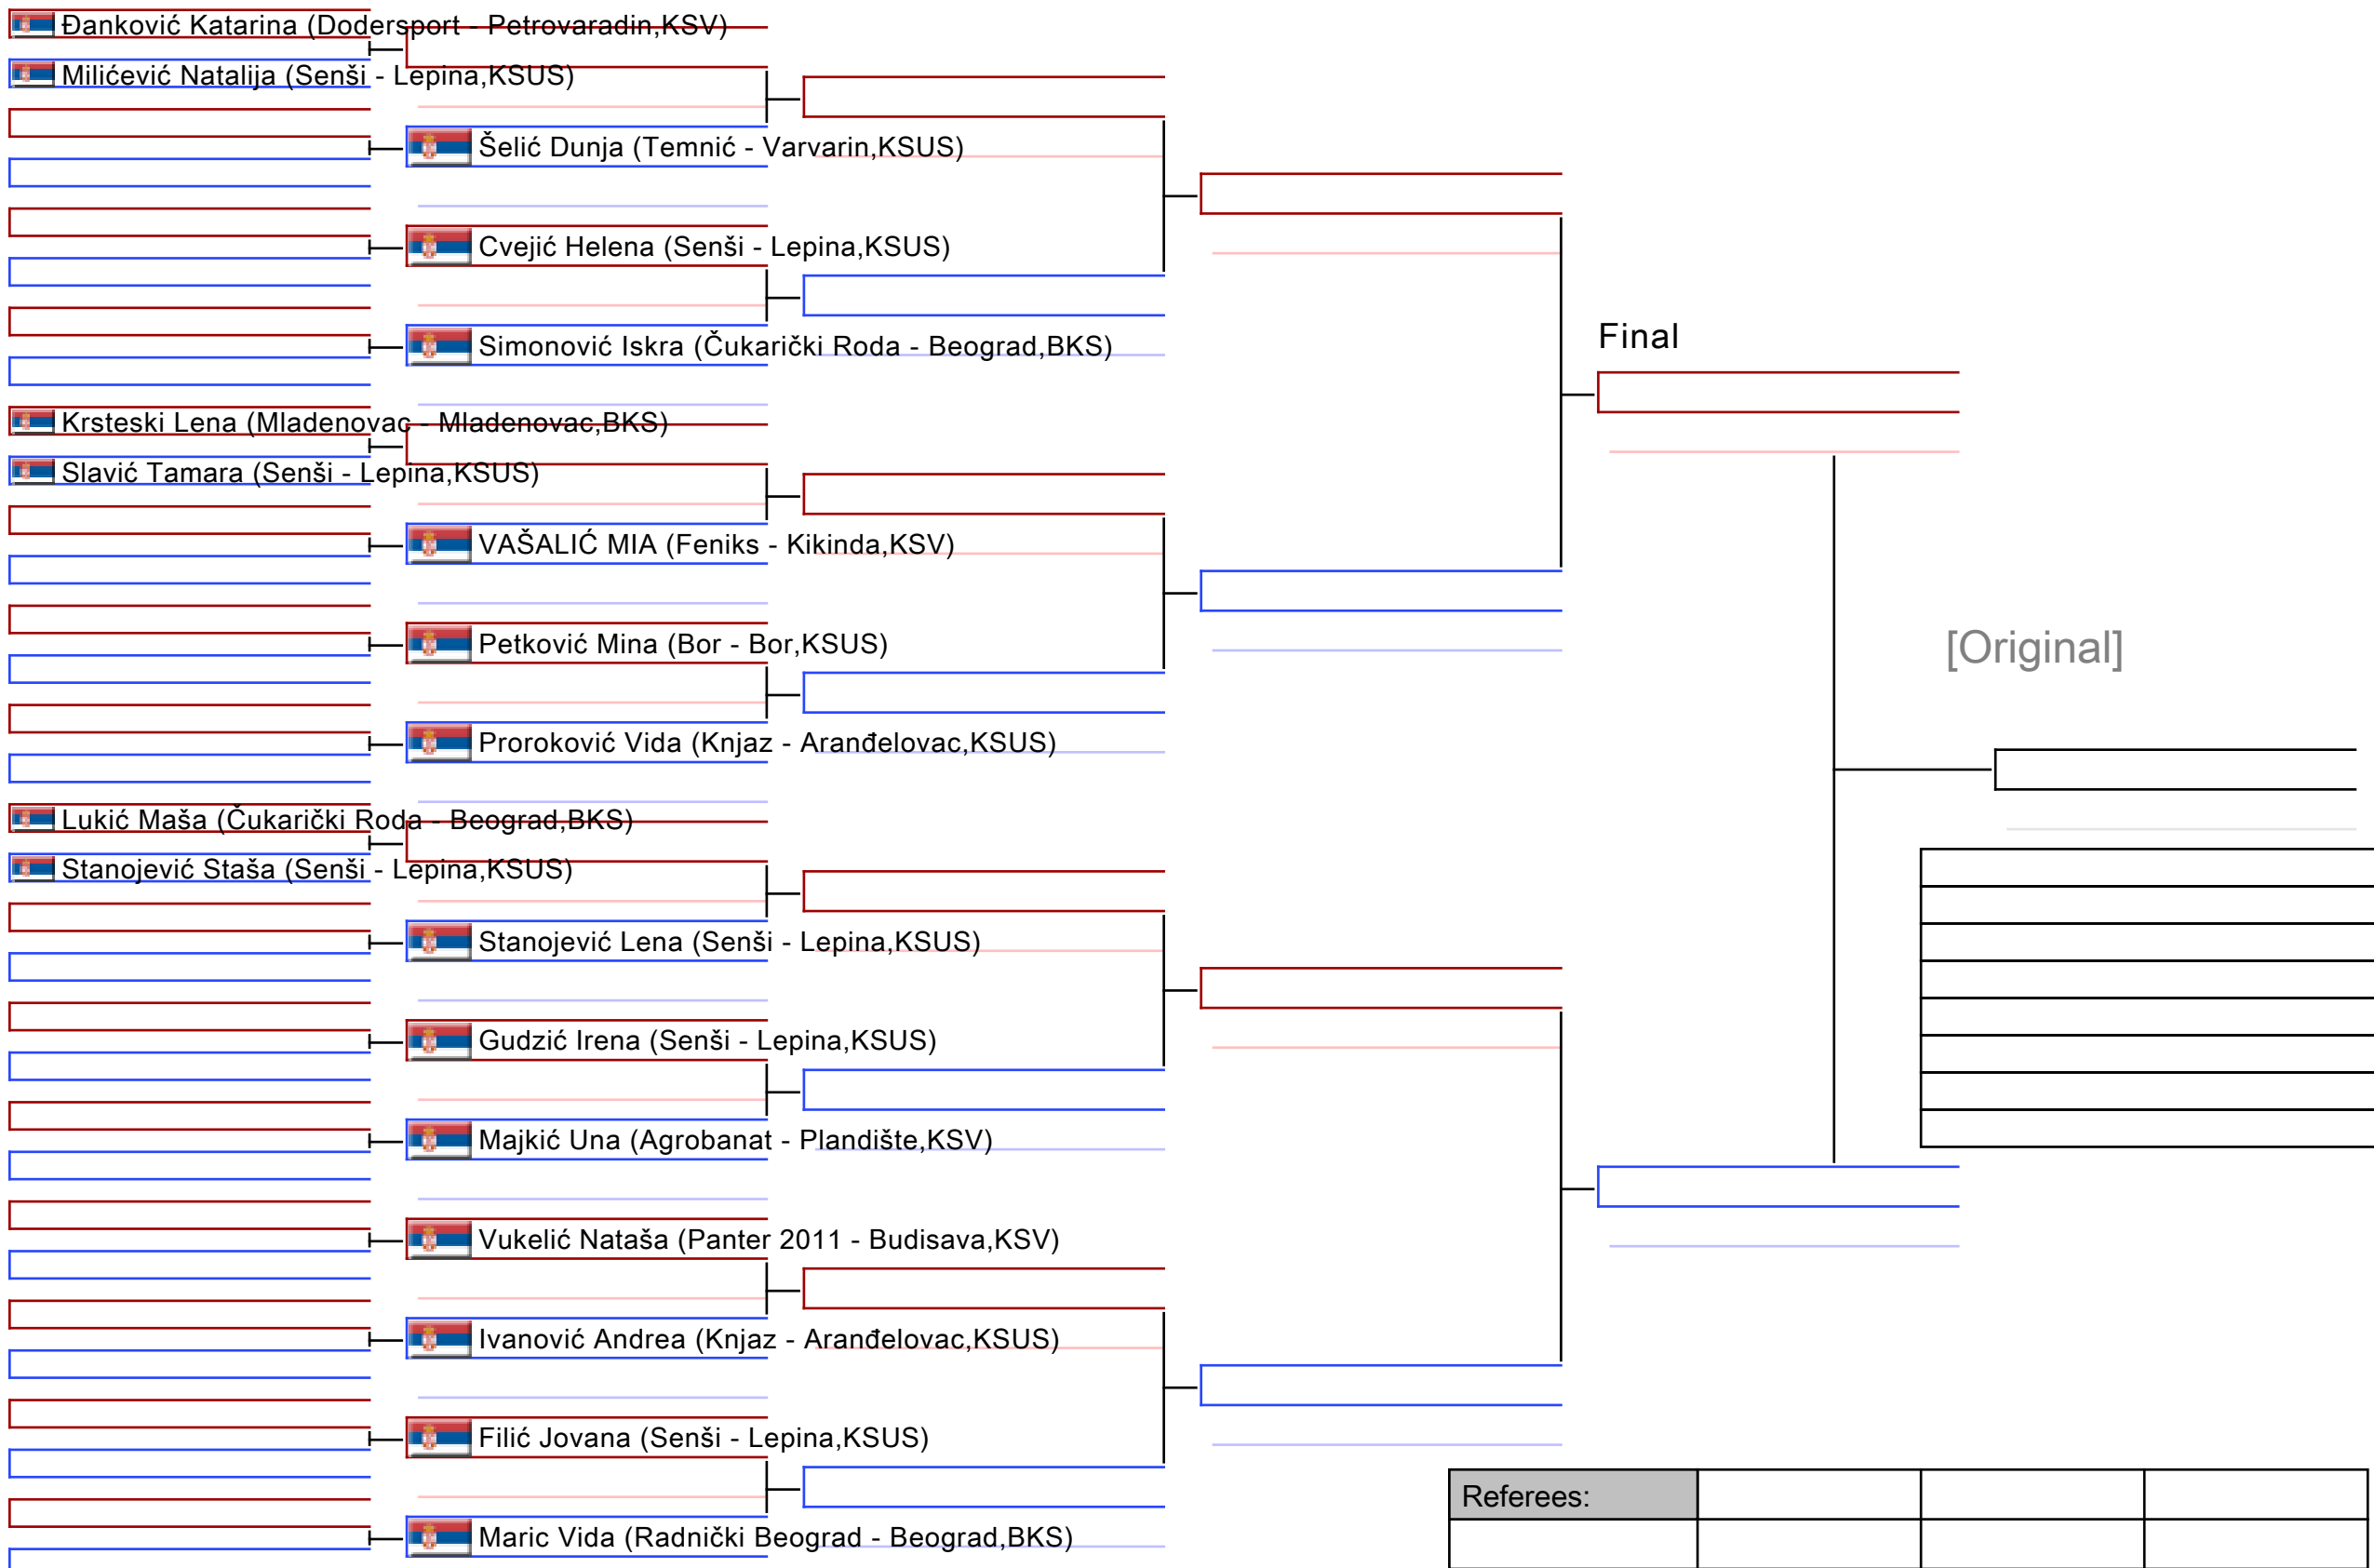 Đanković Katarina (Dodersport - Petrovaradin,KSV)
Milićević Natalija (Senši - Lepina,KSUS)
Šelić Dunja (Temnić - Varvarin,KSUS)
Cvejić Helena (Senši - Lepina,KSUS)
Simonović Iskra (Čukarički Roda - Beograd,BKS)
Final
Krsteski Lena (Mladenovac - Mladenovac,BKS)
Slavić Tamara (Senši - Lepina,KSUS)
VAŠALIĆ MIA (Feniks - Kikinda,KSV)
Petković Mina (Bor - Bor,KSUS)
[Original]
Proroković Vida (Knjaz - Aranđelovac,KSUS)
Lukić Maša (Čukarički Roda - Beograd,BKS)
Stanojević Staša (Senši - Lepina,KSUS)
Stanojević Lena (Senši - Lepina,KSUS)
Gudzić Irena (Senši - Lepina,KSUS)
Majkić Una (Agrobanat - Plandište,KSV)
Vukelić Nataša (Panter 2011 - Budisava,KSV)
Ivanović Andrea (Knjaz - Aranđelovac,KSUS)
Filić Jovana (Senši - Lepina,KSUS)
Referees:
Maric Vida (Radnički Beograd - Beograd,BKS)